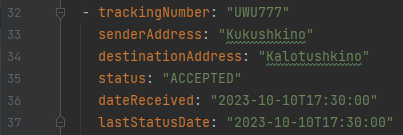 32 - trackingNumber: "UWU777"
33 senderAddress: "Kukushkino"
34 destinationAddress: "Kalotushkino"
35 status: "ACCEPTED"
36 dateReceived: "2023-10-10T17:30:00"
37 lastStatusDate: "2023-10-10T17:30:00"